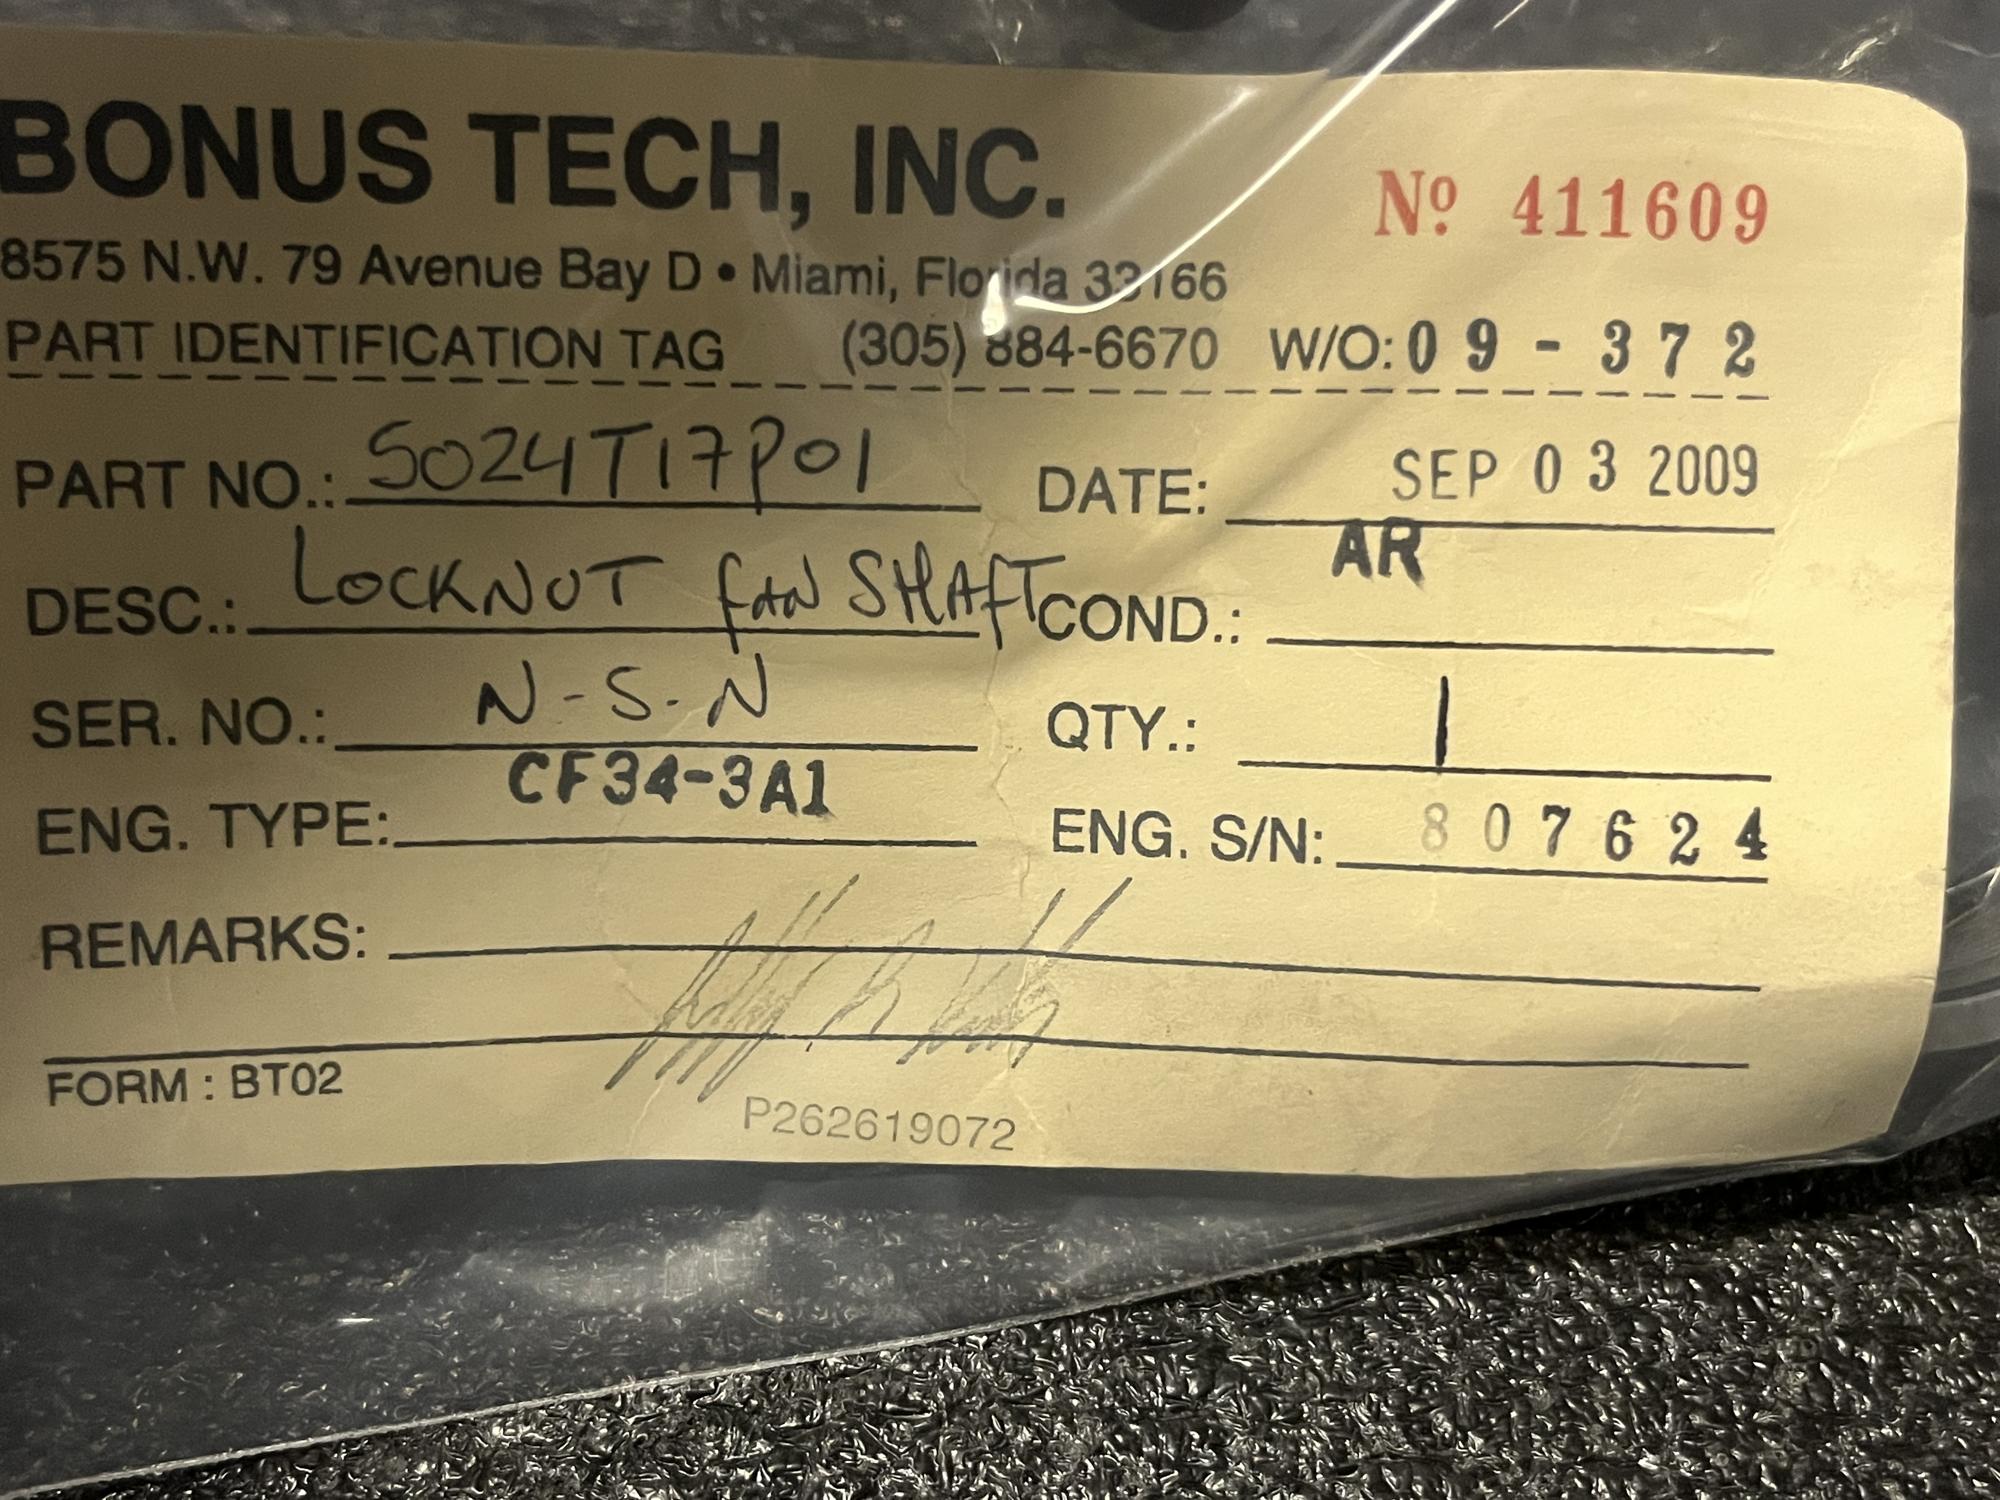 BONUS TECH, INC.
Nº 411609
8575 N.W. 79 Avenue Bay D • Miami, Florida 33166
PART IDENTIFICATION TAG (305) 884-6670 W/O: 09-372
PART NO.: 5024T17P01 DATE: SEP 03 2009
DESC.: LOCKNUT FAN SHAFT COND.: AR
SER. NO.: N-S-N QTY.: 1
ENG. TYPE: CF34-3A1 ENG. S/N: 807624
REMARKS:
FORM : BT02
P262619072